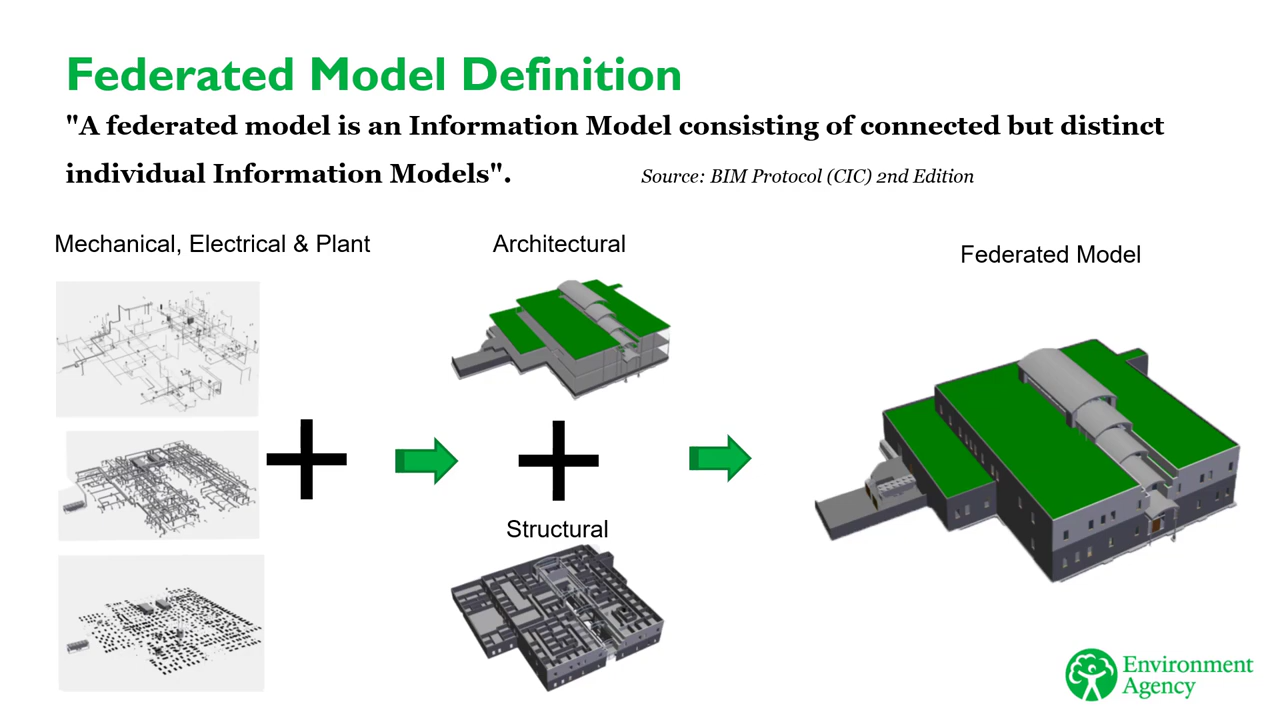 Federated Model Definition
"A federated model is an Information Model consisting of connected but distinct
individual Information Models". Source: BIM Protocol (CIC) 2nd Edition
Mechanical, Electrical & Plant
Architectural
Federated Model
Structural
Environment
Agency